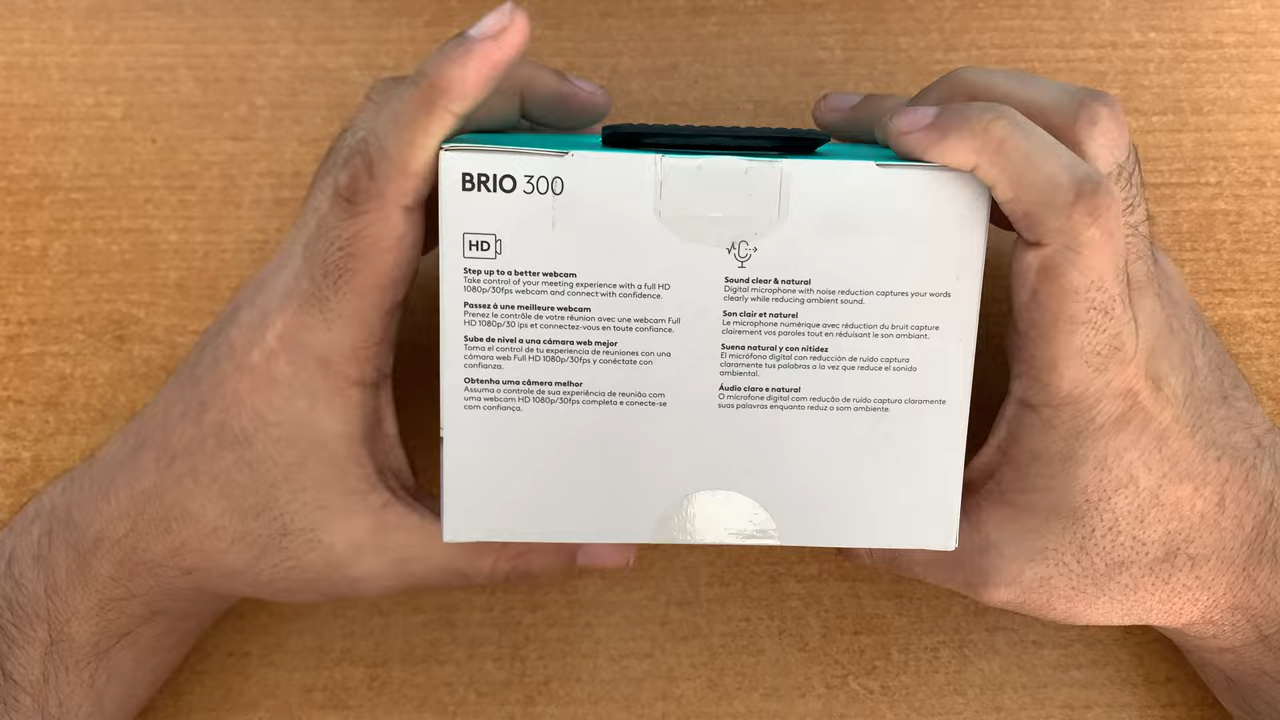 BRIO 300
HD
Step up to a better webcam
Take control of your meeting experience with a full HD
1080p/30fps webcam and connect with confidence.
Passez à une meilleure webcam
Prenez le contrôle de votre réunion avec une webcam Full
HD 1080p/30 ips et connectez-vous en toute confiance.
Sube de nivel a una cámara web mejor
Toma el control de tu experiencia de reuniones con una
cámara web Full HD 1080p/30fps y conéctate con
confianza.
Obtenha uma câmera melhor
Assuma o controle de sua experiência de reunião com
uma webcam HD 1080p/30fps completa e conecte-se
com confiança.
Sound clear & natural
Digital microphone with noise reduction captures your words
clearly while reducing ambient sound.
Son clair et naturel
Le microphone numérique avec réduction du bruit capture
clairement vos paroles tout en réduisant le son ambiant.
Suena natural y con nitidez
El micrófono digital con reducción de ruido captura
claramente tus palabras a la vez que reduce el sonido
ambiental.
Áudio claro e natural
O microfone digital com redução de ruído captura claramente
suas palavras enquanto reduz o som ambiente.